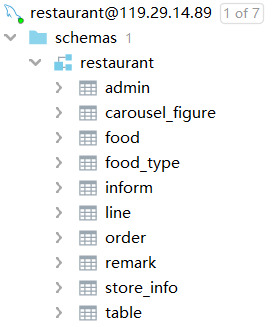 restaurant@119.29.14.89 1 of 7
schemas 1
restaurant
admin
carousel_figure
food
food_type
inform
line
order
remark
store_info
table